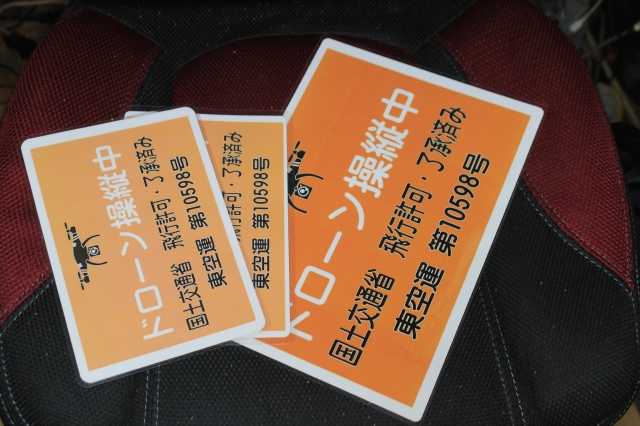 ドローン操縦中
国土交通省 飛行許可・了承済み
東空運 第10598号
飛行許可・了承済み
第10598号
ドローン操縦中
国土交通省 飛行許可・了承済み
東空運 第10598号